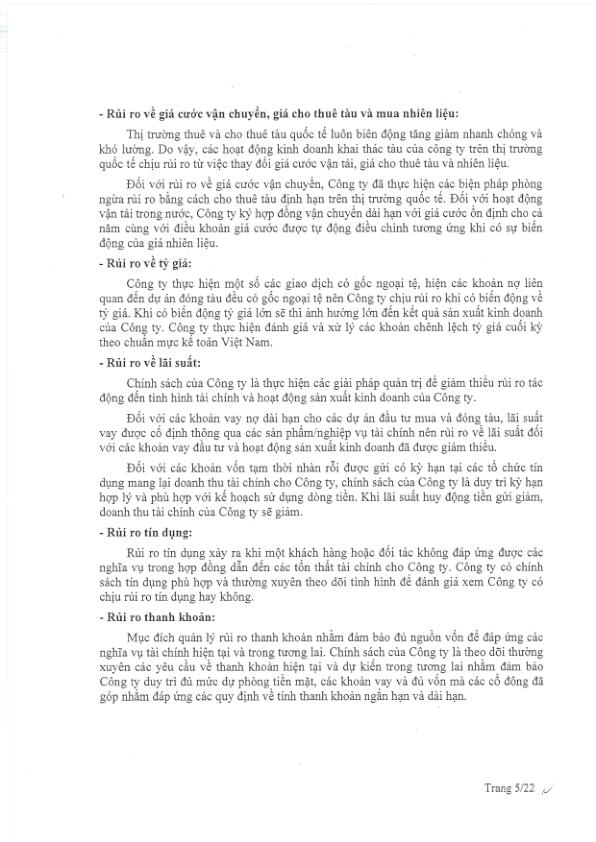 - Rủi ro về giá cước vận chuyển, giá cho thuê tàu và mua nhiên liệu:
Thị trường thuê và cho thuê tàu quốc tế luôn biến động tăng giảm nhanh chóng và
khó lường. Do vậy, các hoạt động kinh doanh khai thác tàu của công ty trên thị trường
quốc tế chịu rủi ro từ việc thay đổi giá cước vận tải, giá cho thuê tàu và nhiên liệu.
Đối với rủi ro về giá cước vận chuyển, Công ty đã thực hiện các biện pháp phòng
ngừa rủi ro bằng cách cho thuê tàu định hạn trên thị trường quốc tế. Đối với hoạt động
vận tải trong nước, Công ty ký hợp đồng vận chuyển dài hạn với giá cước ổn định cho cả
năm cùng với điều khoản giá cước được tự động điều chỉnh tương ứng khi có sự biến
động của giá nhiên liệu.
- Rủi ro về tỷ giá:
Công ty thực hiện một số các giao dịch có gốc ngoại tệ, hiện các khoản nợ liên
quan đến dự án đóng tàu đều có gốc ngoại tệ nên Công ty chịu rủi ro khi có biến động về
tỷ giá. Khi có biến động tỷ giá lớn sẽ thì ảnh hưởng lớn đến kết quả sản xuất kinh doanh
của Công ty. Công ty thực hiện đánh giá và xử lý các khoản chênh lệch tỷ giá cuối kỳ
theo chuẩn mực kế toán Việt Nam.
- Rủi ro về lãi suất:
Chính sách của Công ty là thực hiện các giải pháp quản trị để giảm thiểu rủi ro tác
động đến tình hình tài chính và hoạt động sản xuất kinh doanh của Công ty.
Đối với các khoản vay nợ dài hạn cho các dự án đầu tư mua và đóng tàu, lãi suất
vay được cố định thông qua các sản phẩm/nghiệp vụ tài chính nên rủi ro về lãi suất đối
với các khoản vay đầu tư và hoạt động sản xuất kinh doanh đã được giảm thiểu.
Đối với các khoản vốn tạm thời nhàn rỗi được gửi có kỳ hạn tại các tổ chức tín
dụng mang lại doanh thu tài chính cho Công ty, chính sách của Công ty là duy trì kỳ hạn
hợp lý và phù hợp với kế hoạch sử dụng dòng tiền. Khi lãi suất huy động tiền gửi giảm,
doanh thu tài chính của Công ty sẽ giảm.
- Rủi ro tín dụng:
Rủi ro tín dụng xảy ra khi một khách hàng hoặc đối tác không đáp ứng được các
nghĩa vụ trong hợp đồng dẫn đến các tổn thất tài chính cho Công ty. Công ty có chính
sách tín dụng phù hợp và thường xuyên theo dõi tình hình để đánh giá xem Công ty có
chịu rủi ro tín dụng hay không.
- Rủi ro thanh khoản:
Mục đích quản lý rủi ro thanh khoản nhằm đảm bảo đủ nguồn vốn để đáp ứng các
nghĩa vụ tài chính hiện tại và trong tương lai. Chính sách của Công ty là theo dõi thường
xuyên các yêu cầu về thanh khoản hiện tại và dự kiến trong tương lai nhằm đảm bảo
Công ty duy trì đủ mức dự phòng tiền mặt, các khoản vay và đủ vốn mà các cổ đông đã
góp nhằm đáp ứng các quy định về tính thanh khoản ngắn hạn và dài hạn.
Trang 5/22